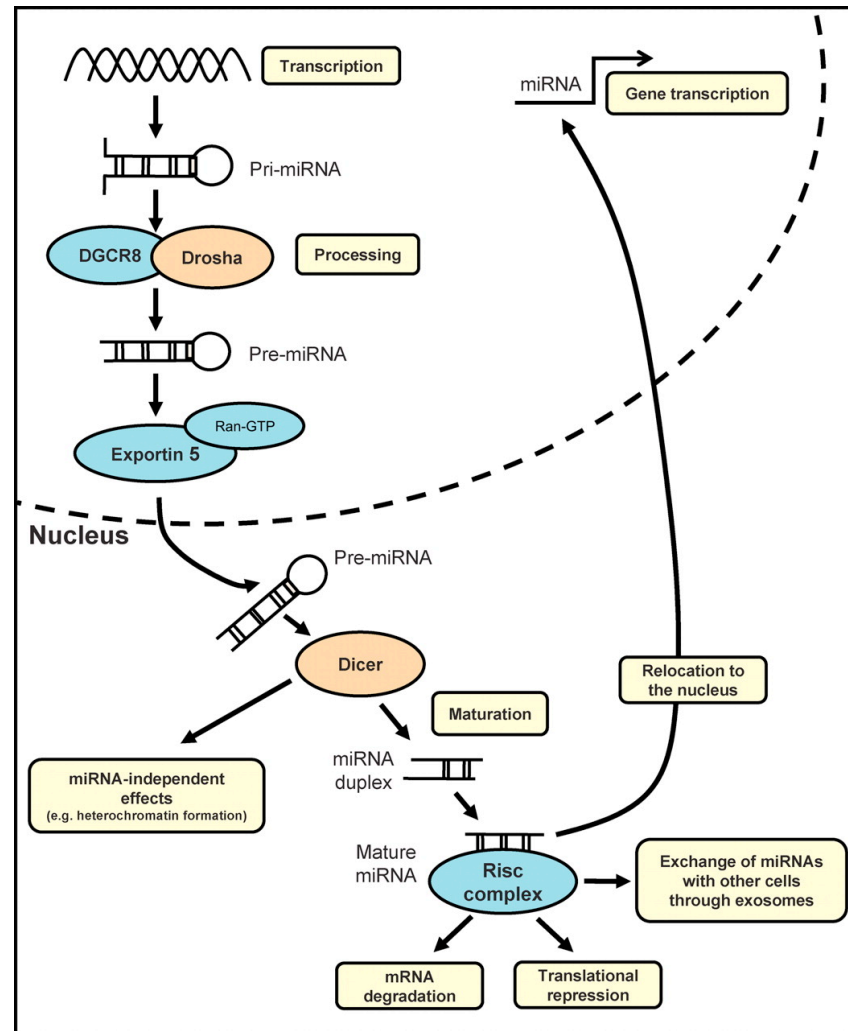 Transcription
miRNA
Gene transcription
Pri-miRNA
DGCR8
Drosha
Processing
Pre-miRNA
Ran-GTP
Exportin 5
Nucleus
Pre-miRNA
Dicer
Relocation to
the nucleus
Maturation
miRNA-independent
effects
(e.g. heterochromatin formation)
miRNA
duplex
Mature
miRNA
Risc
complex
Exchange of miRNAs
with other cells
through exosomes
mRNA
degradation
Translational
repression